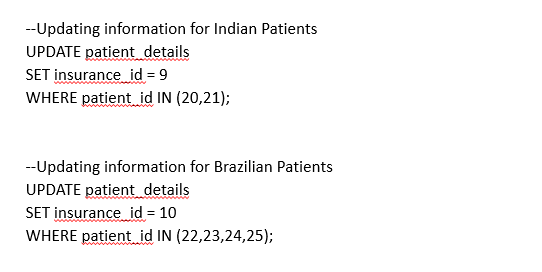 --Updating information for Indian Patients
UPDATE patient_details
SET insurance_id = 9
WHERE patient_id IN (20,21);
--Updating information for Brazilian Patients
UPDATE patient_details
SET insurance_id = 10
WHERE patient_id IN (22,23,24,25);